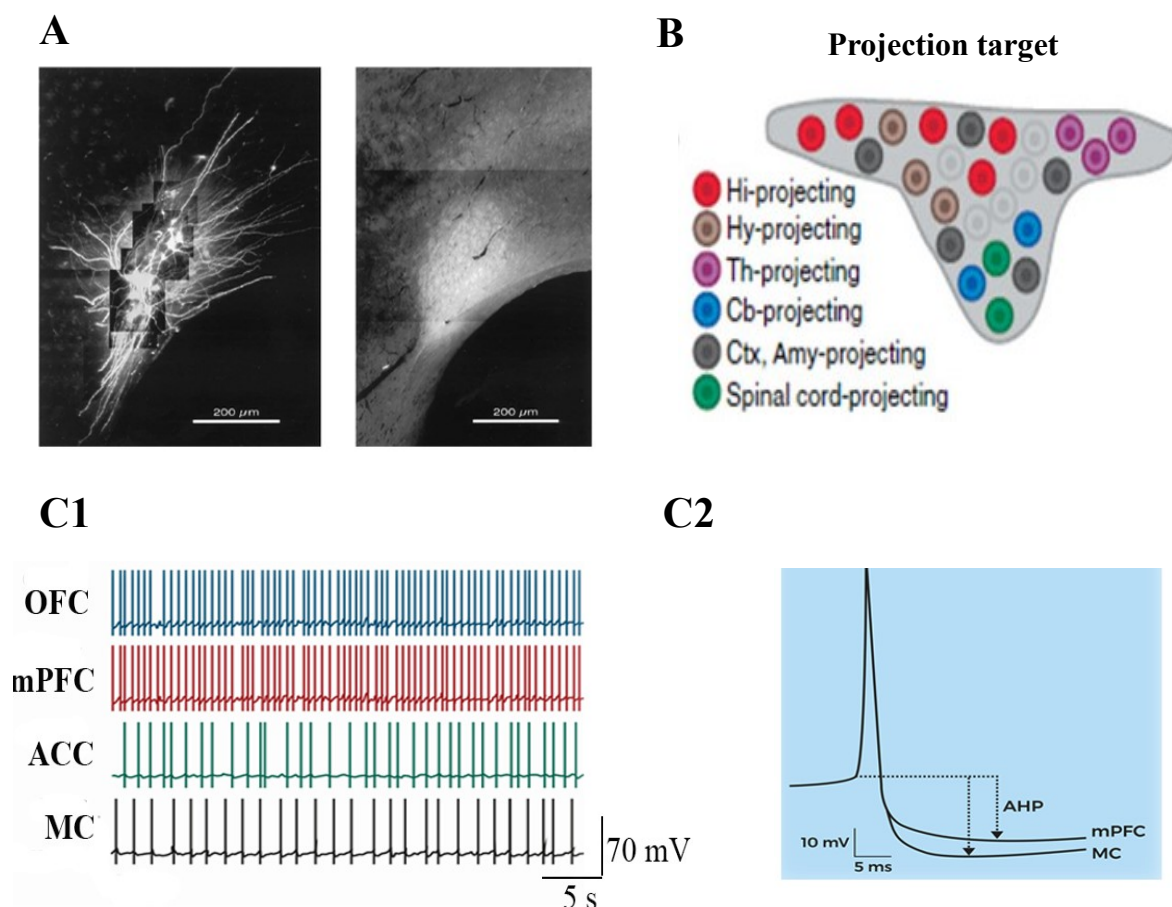 A
200 μm
200 μm
B
Projection target
Hi-projecting
Hy-projecting
Th-projecting
Cb-projecting
Ctx, Amy-projecting
Spinal cord-projecting
C1
OFC
mPFC
ACC
MC
70 mV
5 s
C2
AHP
mPFC
MC
10 mV
5 ms